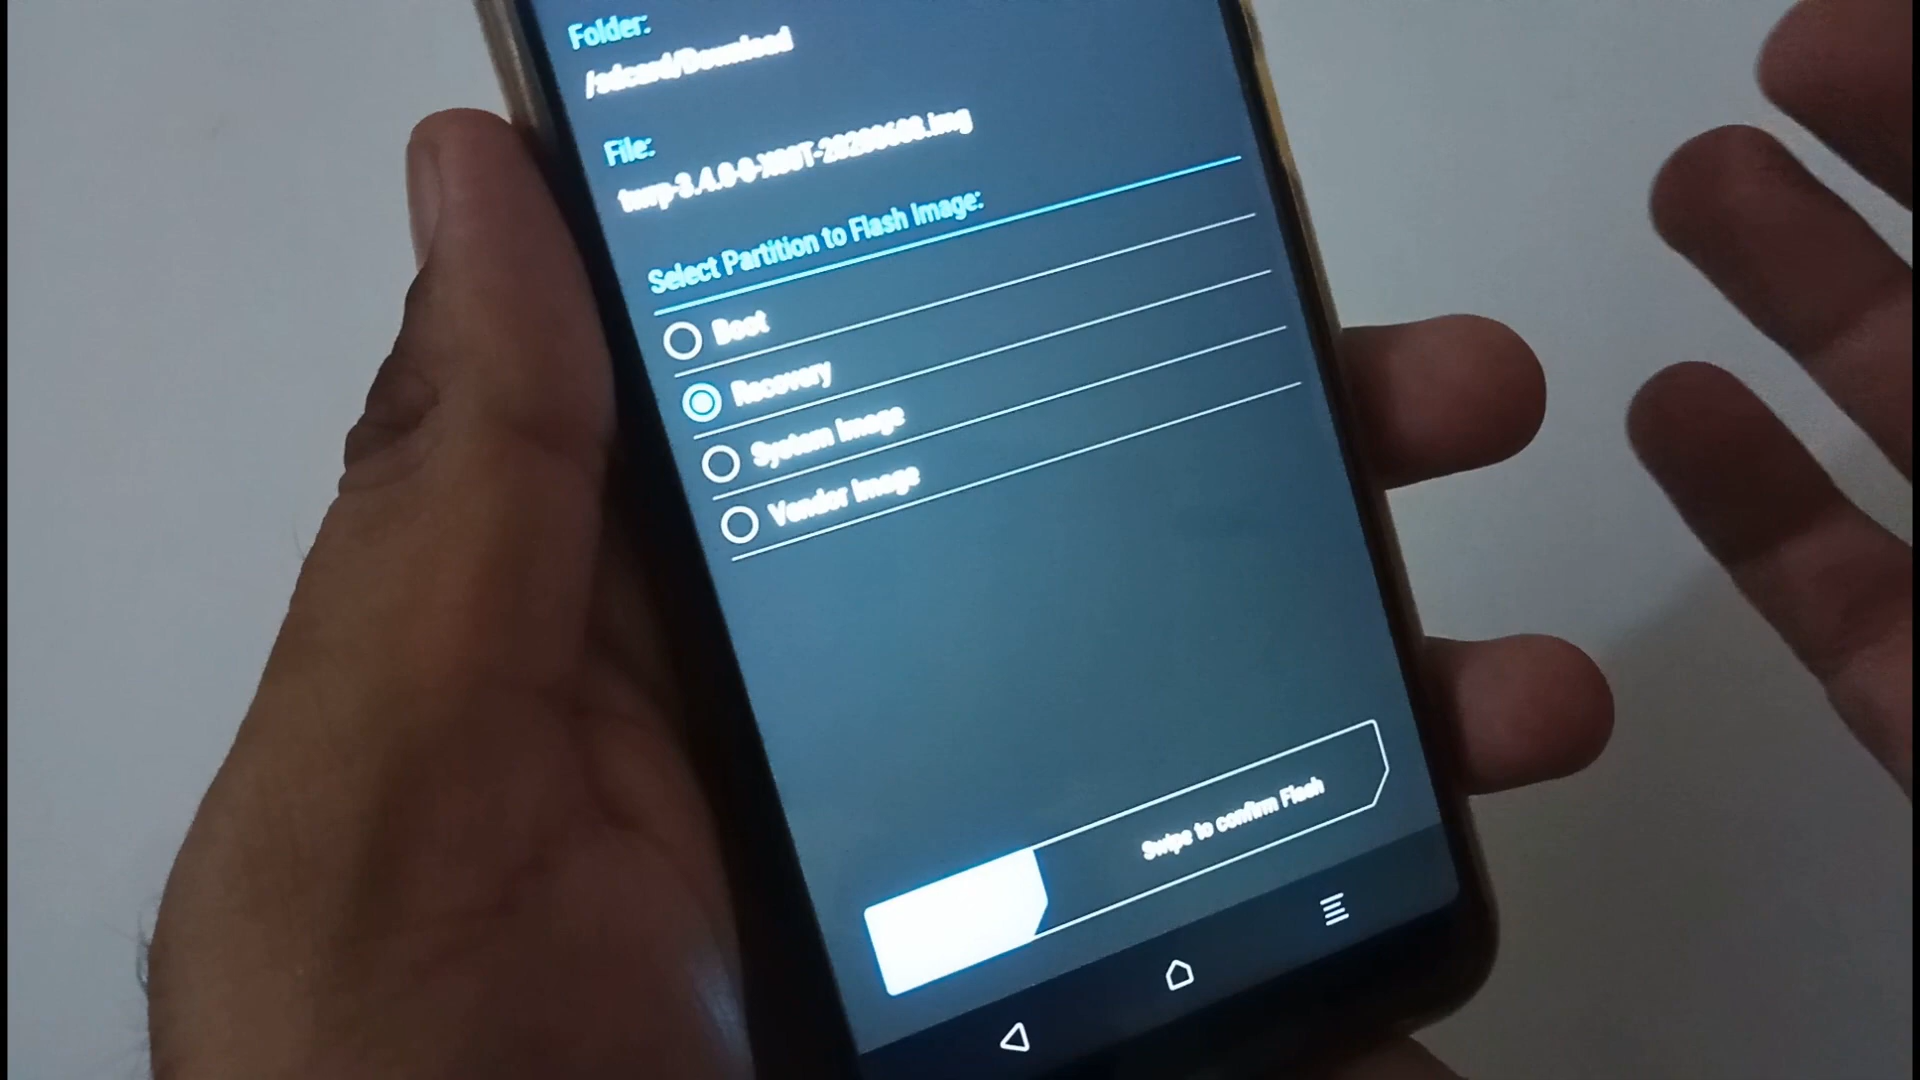 Folder:
/sdcard/Download
File:
Select Partition to Flash Image:
Boot
Recovery
System Image
Vendor Image
Swipe to confirm Flash